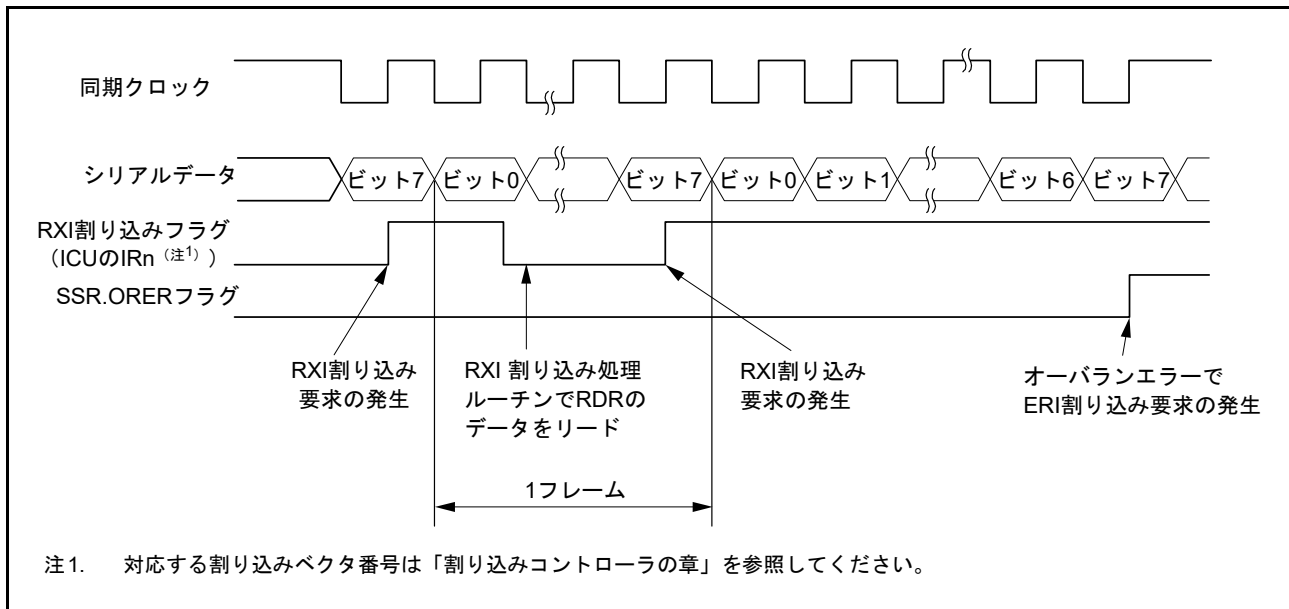 同期クロック
シリアルデータ
ビット7 ビット0 ビット7 ビット0 ビット1 ビット6 ビット7
RXI割り込みフラグ
(ICUのIRn（注1）)
SSR.ORERフラグ
RXI割り込み
要求の発生
RXI 割り込み処理
ルーチンでRDRの
データをリード
RXI割り込み
要求の発生
オーバランエラーで
ERI割り込み要求の発生
1フレーム
注1. 対応する割り込みベクタ番号は「割り込みコントローラの章」を参照してください。